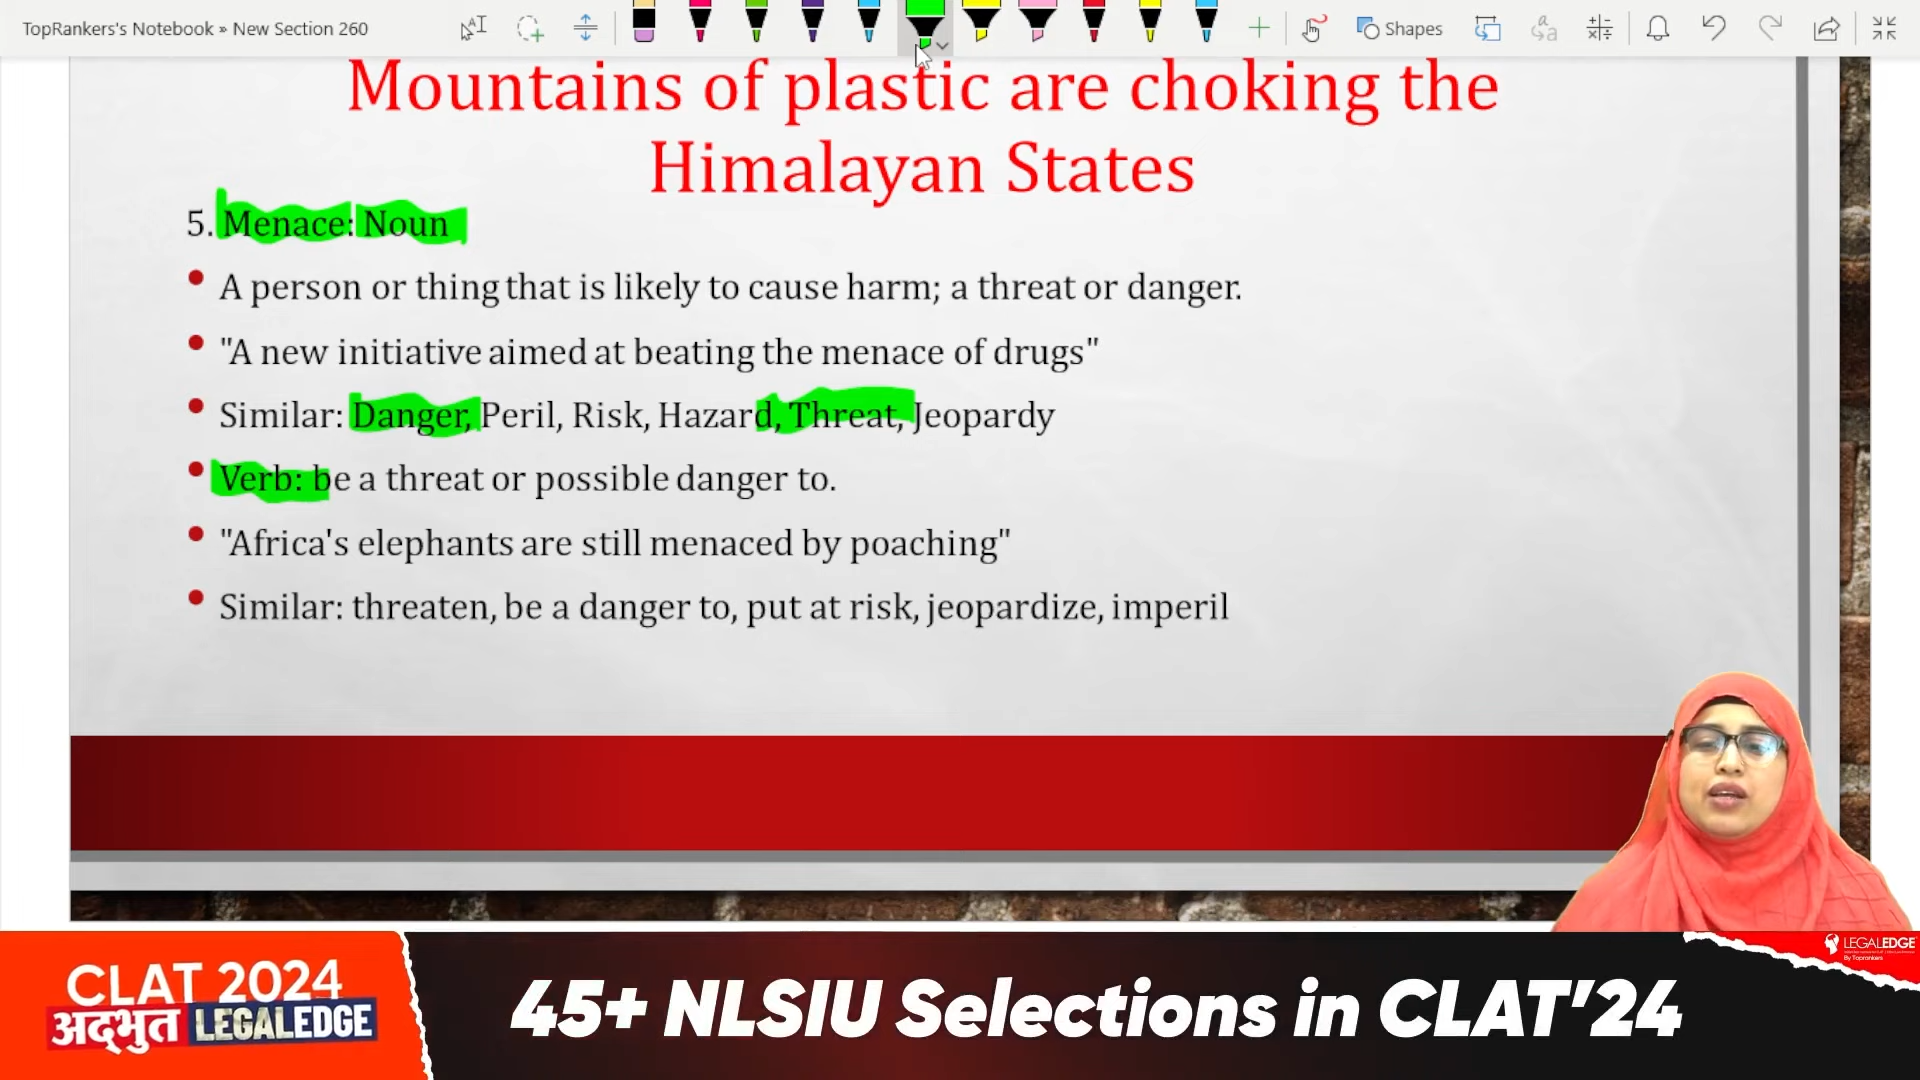 TopRankers's Notebook » New Section 260
Shapes
Mountains of plastic are choking the
Himalayan States
5. Menace: Noun
• A person or thing that is likely to cause harm; a threat or danger.
• "A new initiative aimed at beating the menace of drugs"
• Similar: Danger, Peril, Risk, Hazard, Threat, Jeopardy
• Verb: be a threat or possible danger to.
• "Africa's elephants are still menaced by poaching"
• Similar: threaten, be a danger to, put at risk, jeopardize, imperil
LEGALEDGE
By Toprankers
CLAT 2024
अद्भुत LEGALEDGE
45+ NLSIU Selections in CLAT'24